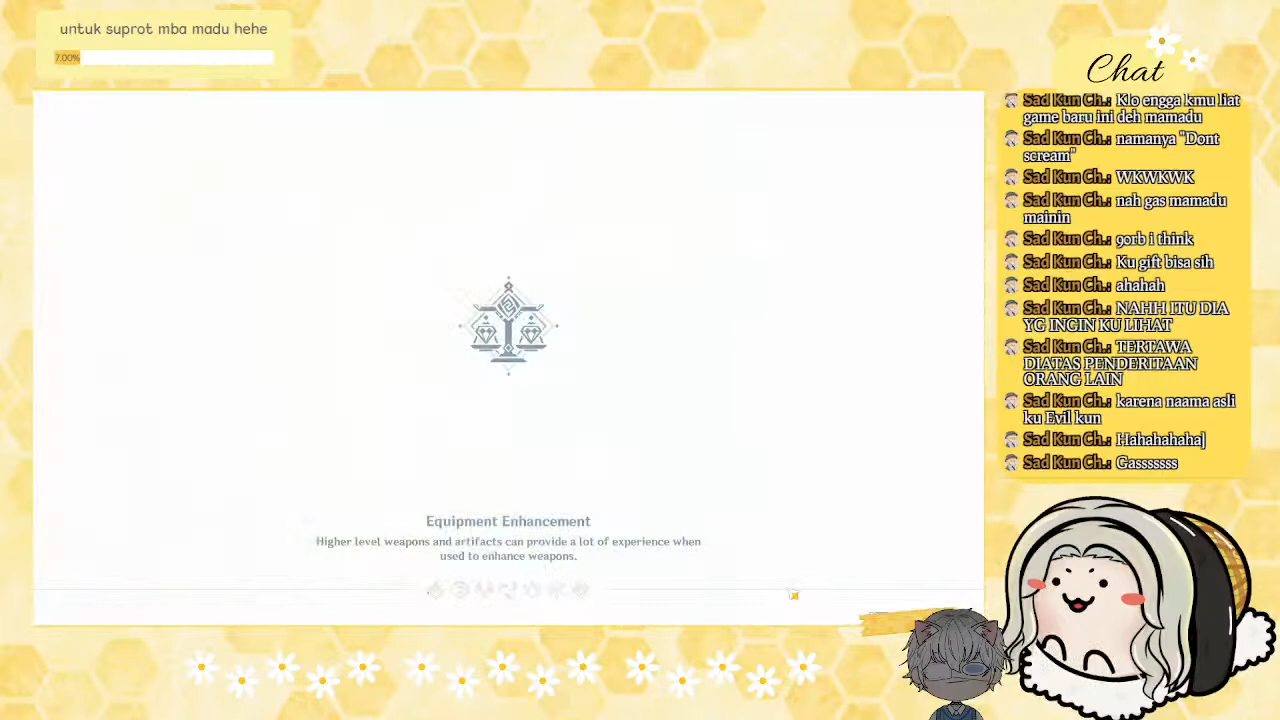 untuk suprot mba madu hehe
7.00%
Chat
Sad Kun Ch.: Klo engga kmu liat
game baru ini deh mamadu
Sad Kun Ch.: namanya "Dont
scream"
Sad Kun Ch.: WKWKWK
Sad Kun Ch.: nah gas mamadu
mainin
Sad Kun Ch.: 90rb i think
Sad Kun Ch.: Ku gift bisa sih
Sad Kun Ch.: ahahah
Sad Kun Ch.: NAHH ITU DIA
YG INGIN KU LIHAT
Sad Kun Ch.: TERTAWA
DIATAS PENDERITAAN
ORANG LAIN
Sad Kun Ch.: karena naama asli
ku Evil kun
Sad Kun Ch.: Hahahahaha]
Sad Kun Ch.: Gasssssss
Equipment Enhancement
Higher level weapons and artifacts can provide a lot of experience when
used to enhance weapons.